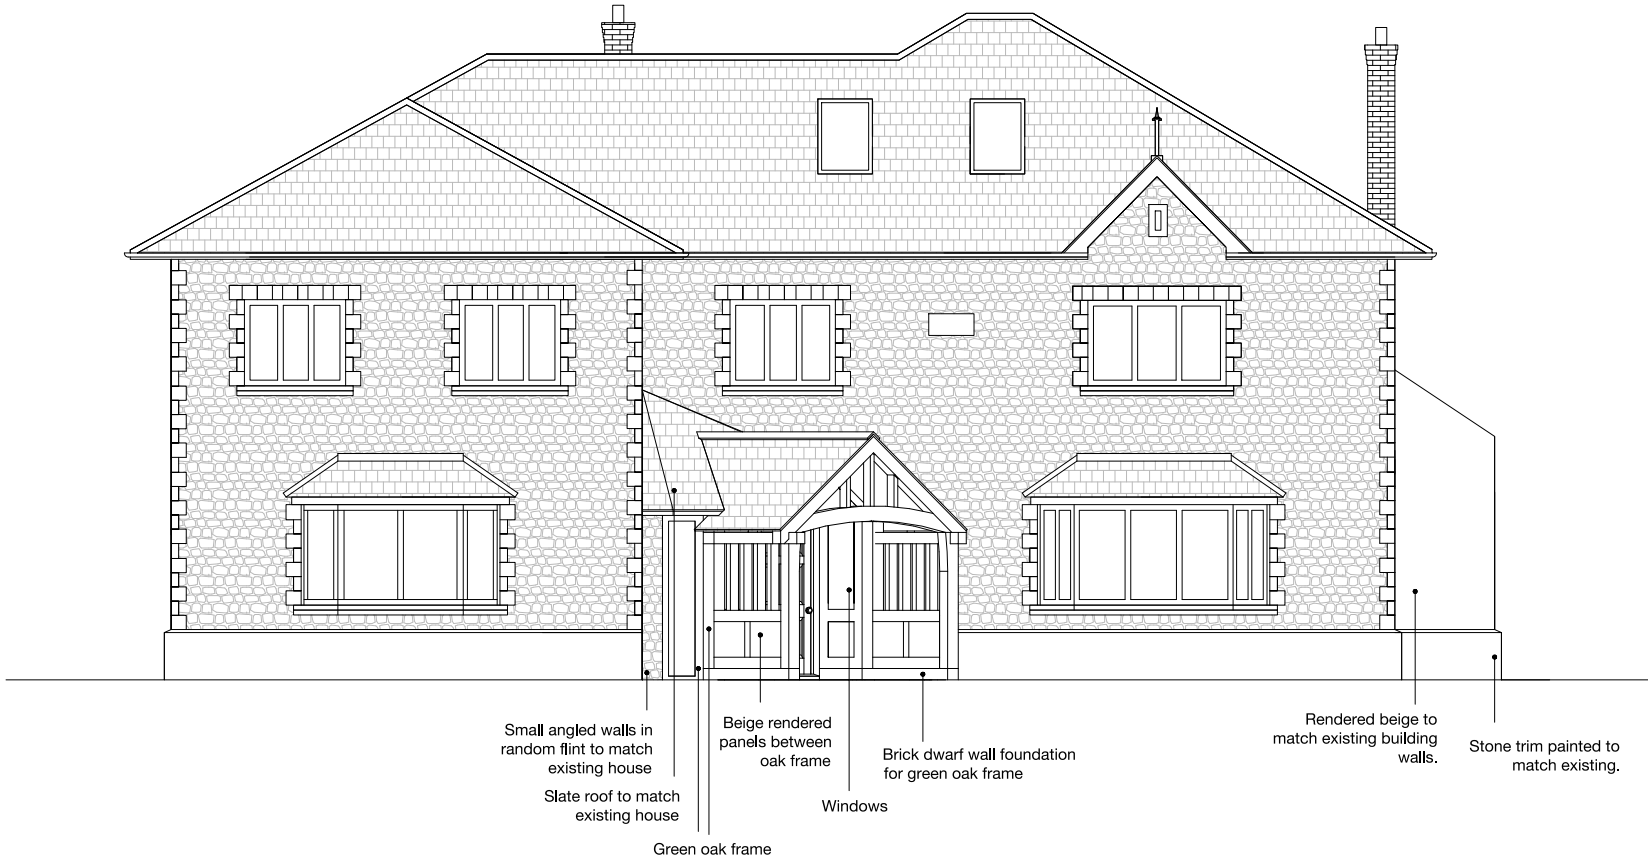 Small angled walls in
random flint to match
existing house
Slate roof to match
existing house
Green oak frame
Beige rendered
panels between
oak frame
Windows
Brick dwarf wall foundation
for green oak frame
Rendered beige to
match existing building
walls.
Stone trim painted to
match existing.